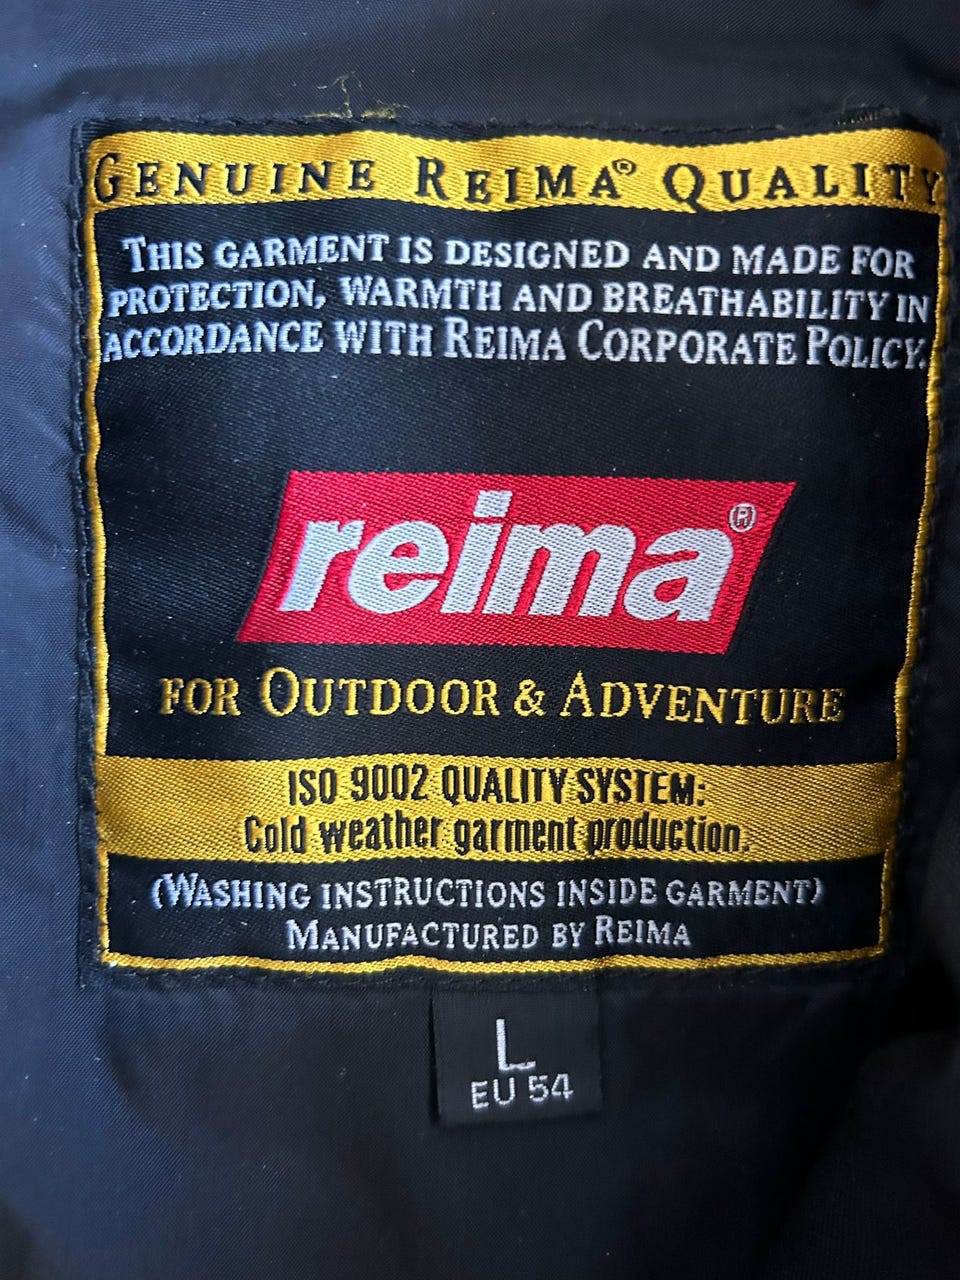 GENUINE REIMA® QUALITY
THIS GARMENT IS DESIGNED AND MADE FOR
PROTECTION, WARMTH AND BREATHABILITY IN
ACCORDANCE WITH REIMA CORPORATE POLICY.
reima®
FOR OUTDOOR & ADVENTURE
ISO 9002 QUALITY SYSTEM:
Cold weather garment production.
(WASHING INSTRUCTIONS INSIDE GARMENT)
MANUFACTURED BY REIMA
L
EU 54